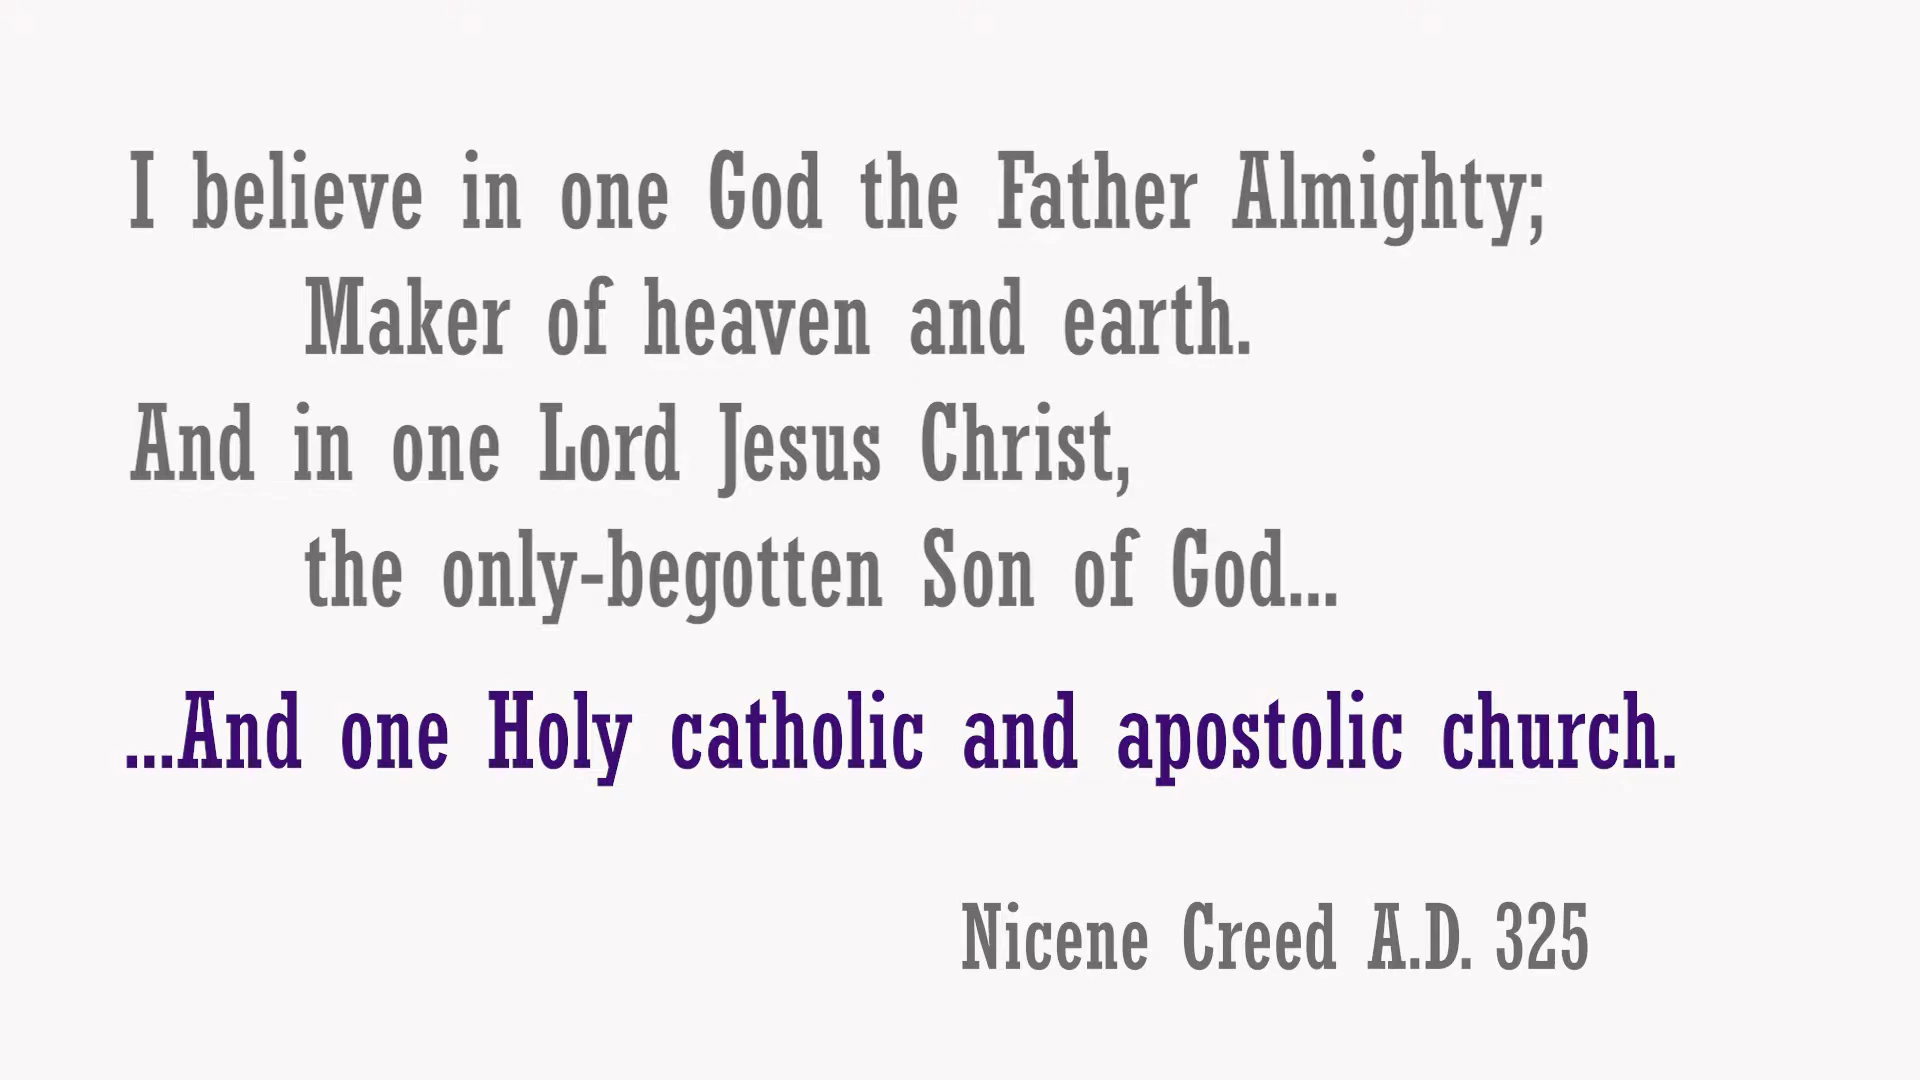 I believe in one God the Father Almighty;
Maker of heaven and earth.
And in one Lord Jesus Christ,
the only-begotten Son of God...
...And one Holy catholic and apostolic church.
Nicene Creed A.D. 325